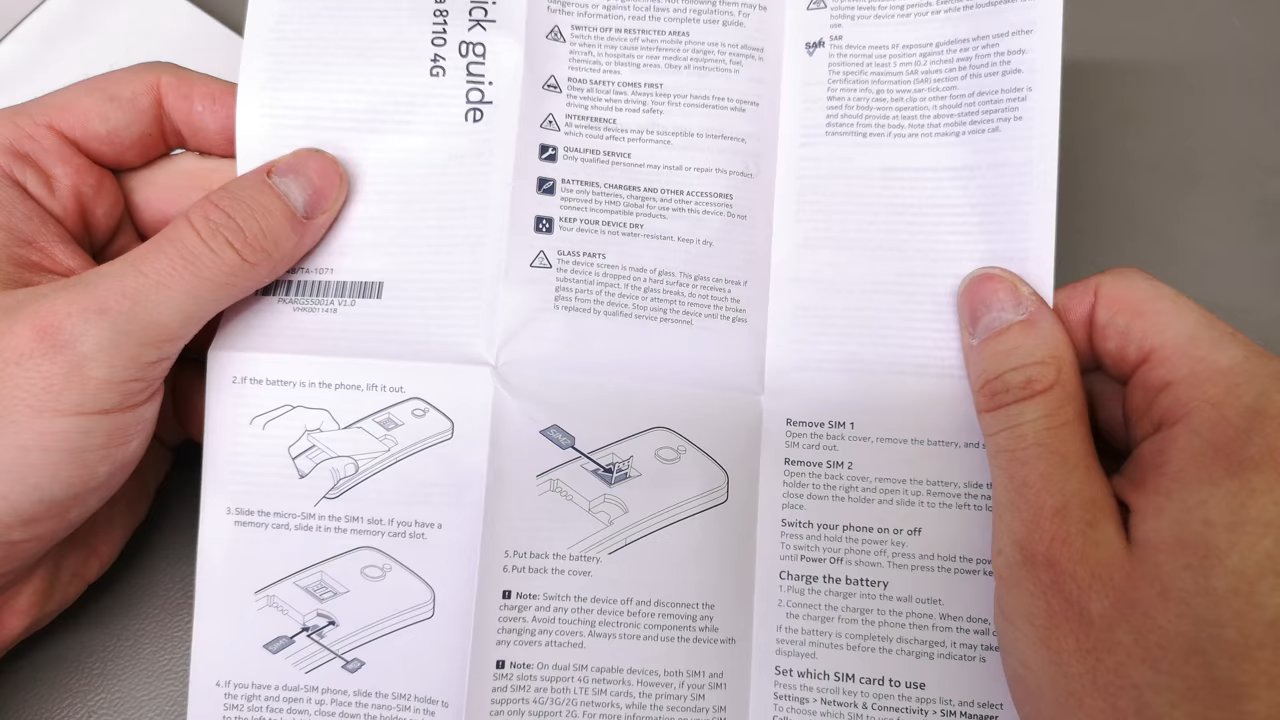 ick guide
8110 4G
/TA-1071
PKARGS5001A V1.0
VHK0011418
dangerous or against local laws and regulations. For
further information, read the complete user guide.
SWITCH OFF IN RESTRICTED AREAS
Switch the device off when mobile phone use is not allowed
or when it may cause interference or danger, for example, in
aircraft, in hospitals or near medical equipment, fuel,
chemicals, or blasting areas. Obey all instructions in
restricted areas.
ROAD SAFETY COMES FIRST
Obey all local laws. Always keep your hands free to operate
the vehicle when driving. Your first consideration while
driving should be road safety.
INTERFERENCE
All wireless devices may be susceptible to interference,
which could affect performance.
QUALIFIED SERVICE
Only qualified personnel may install or repair this product.
BATTERIES, CHARGERS AND OTHER ACCESSORIES
Use only batteries, chargers, and other accessories
approved by HMD Global for use with this device. Do not
connect incompatible products.
KEEP YOUR DEVICE DRY
Your device is not water-resistant. Keep it dry.
GLASS PARTS
The device screen is made of glass. This glass can break if
the device is dropped on a hard surface or receives a
substantial impact. If the glass breaks, do not touch the
glass parts of the device or attempt to remove the broken
glass from the device. Stop using the device until the glass
is replaced by qualified service personnel.
volume levels for long periods. Exercise
holding your device near your ear while the loudspeaker is
use.
SAR
SAR
This device meets RF exposure guidelines when used either
in the normal use position against the ear or when
positioned at least 5 mm (0.2 inches) away from the body.
The specific maximum SAR values can be found in the
Certification Information (SAR) section of this user guide.
For more info, go to www.sar-tick.com.
When a carry case, belt clip or other form of device holder is
used for body-worn operation, it should not contain metal
and should provide at least the above-stated separation
distance from the body. Note that mobile devices may be
transmitting even if you are not making a voice call.
2.If the battery is in the phone, lift it out.
3.Slide the micro-SIM in the SIM1 slot. If you have a
memory card, slide it in the memory card slot.
4.If you have a dual-SIM phone, slide the SIM2 holder to
the right and open it up. Place the nano-SIM in the
SIM2 slot face down, close down the holder
SIM2
5.Put back the battery.
6.Put back the cover.
Note: Switch the device off and disconnect the
charger and any other device before removing any
covers. Avoid touching electronic components while
changing any covers. Always store and use the device with
any covers attached.
Note: On dual SIM capable devices, both SIM1 and
SIM2 slots support 4G networks. However, if your SIM1
and SIM2 are both LTE SIM cards, the primary SIM
supports 4G/3G/2G networks, while the secondary SIM
can only support 2G. For more information on your SIM
Remove SIM 1
Open the back cover, remove the battery, and
SIM card out.
Remove SIM 2
Open the back cover, remove the battery, slide
holder to the right and open it up. Remove the
close down the holder and slide it to the left to
place.
Switch your phone on or off
Press and hold the power key.
To switch your phone off, press and hold the
until Power Off is shown. Then press the power
Charge the battery
1.Plug the charger into the wall outlet.
2.Connect the charger to the phone. When done,
the charger from the phone then from the wall
If the battery is completely discharged, it may take
several minutes before the charging indicator is
displayed.
Set which SIM card to use
Press the scroll key to open the apps list, and select
Settings > Network & Connectivity > SIM Manager
To choose which SIM to use